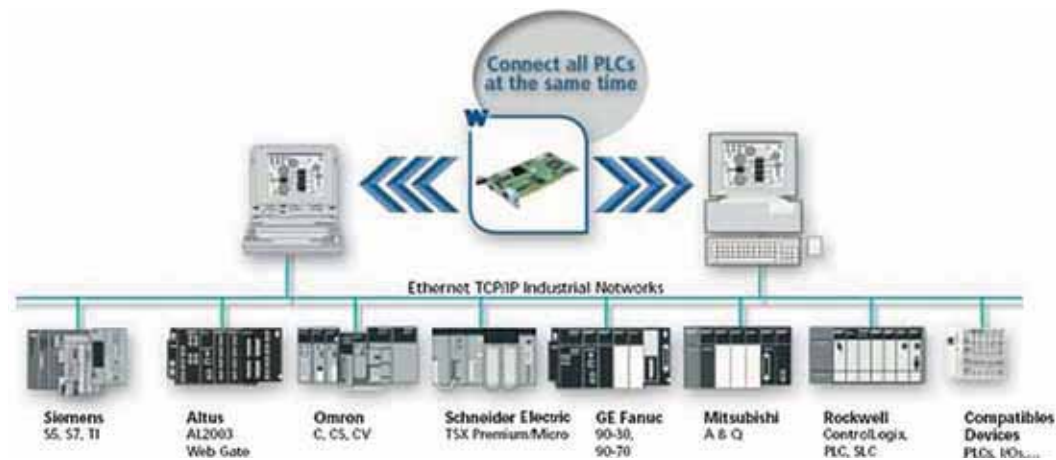 Connect all PLCs
at the same time
W
Ethernet TCP/IP Industrial Networks
Siemens
S5, S7, TI
Altus
AL2003
Web Gate
Omron
C, CS, CV
Schneider Electric
TSX Premium/Micro
GE Fanuc
90-30,
90-70
Mitsubishi
A & Q
Rockwell
ControlLogix,
PLC, SLC
Compatibles
Devices
PLCs, I/Os,...